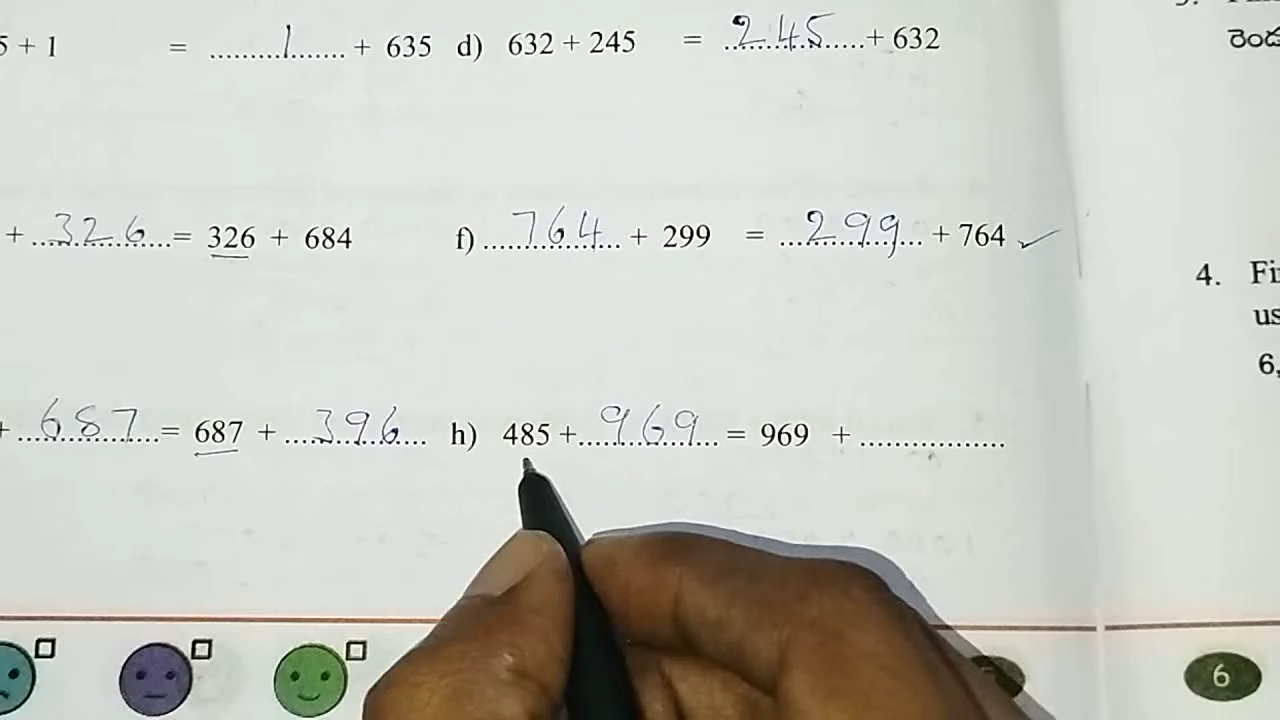 5 + 1 = ..........1....... + 635 d) 632 + 245 = ..245.....+ 632
రెండ
+ ...326......= 326 + 684 f) ....764... + 299 = ....299.... + 764 ✓
4. Fi
us
6,
+ ..687......= 687 + ....396... h) 485 +...969...= 969 + .................
6